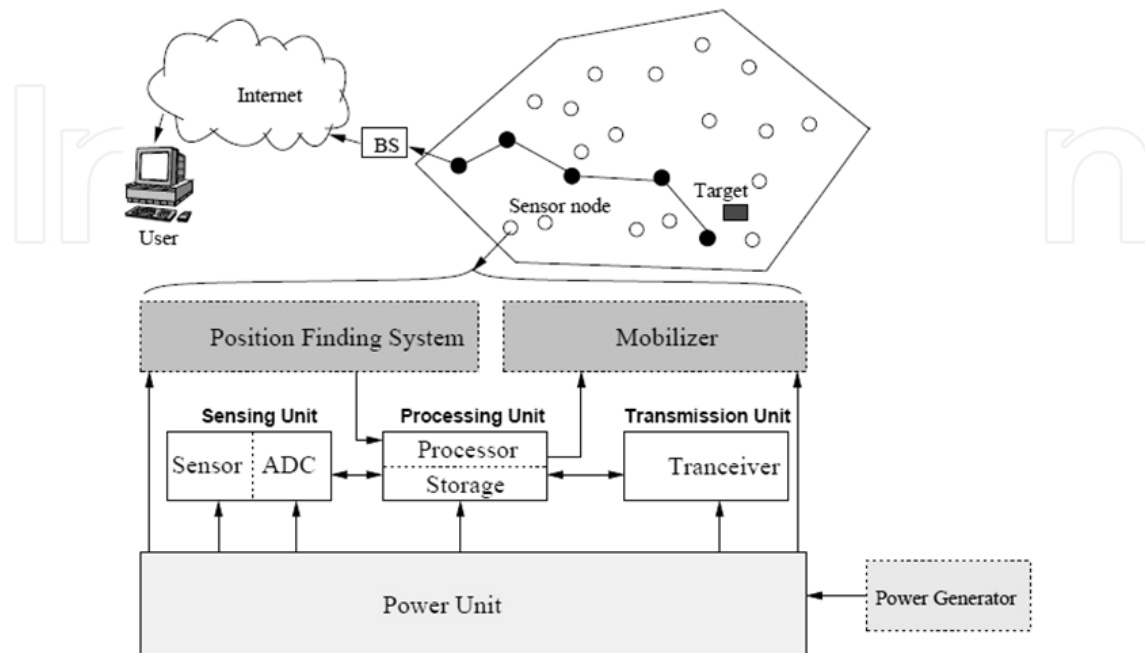 Internet
BS
User
Sensor node
Target
Position Finding System
Mobilizer
Sensing Unit
Processing Unit
Transmission Unit
Sensor
ADC
Processor
Storage
Tranceiver
Power Unit
Power Generator